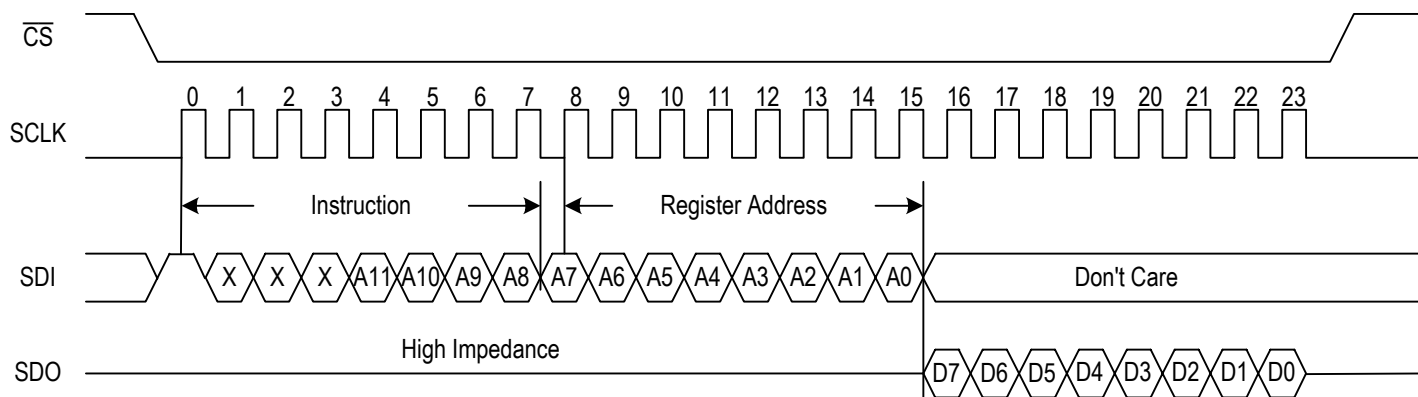 CS
0 1 2 3 4 5 6 7 8 9 10 11 12 13 14 15 16 17 18 19 20 21 22 23
SCLK
Instruction Register Address
SDI X X X A11 A10 A9 A8 A7 A6 A5 A4 A3 A2 A1 A0 Don't Care
High Impedance
SDO D7 D6 D5 D4 D3 D2 D1 D0